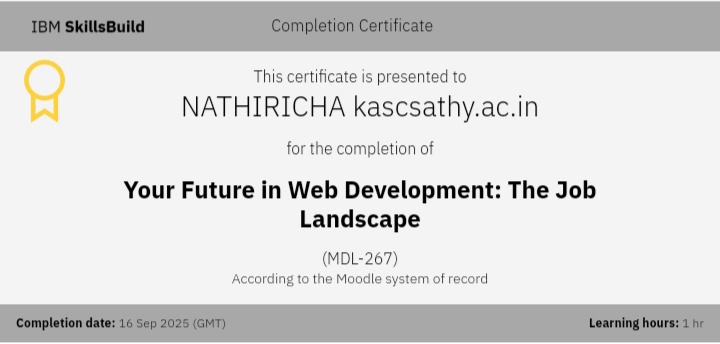 IBM SkillsBuild
Completion Certificate
This certificate is presented to
NATHIRICHA kascsathy.ac.in
for the completion of
Your Future in Web Development: The Job
Landscape
(MDL-267)
According to the Moodle system of record
Completion date: 16 Sep 2025 (GMT)
Learning hours: 1 hr